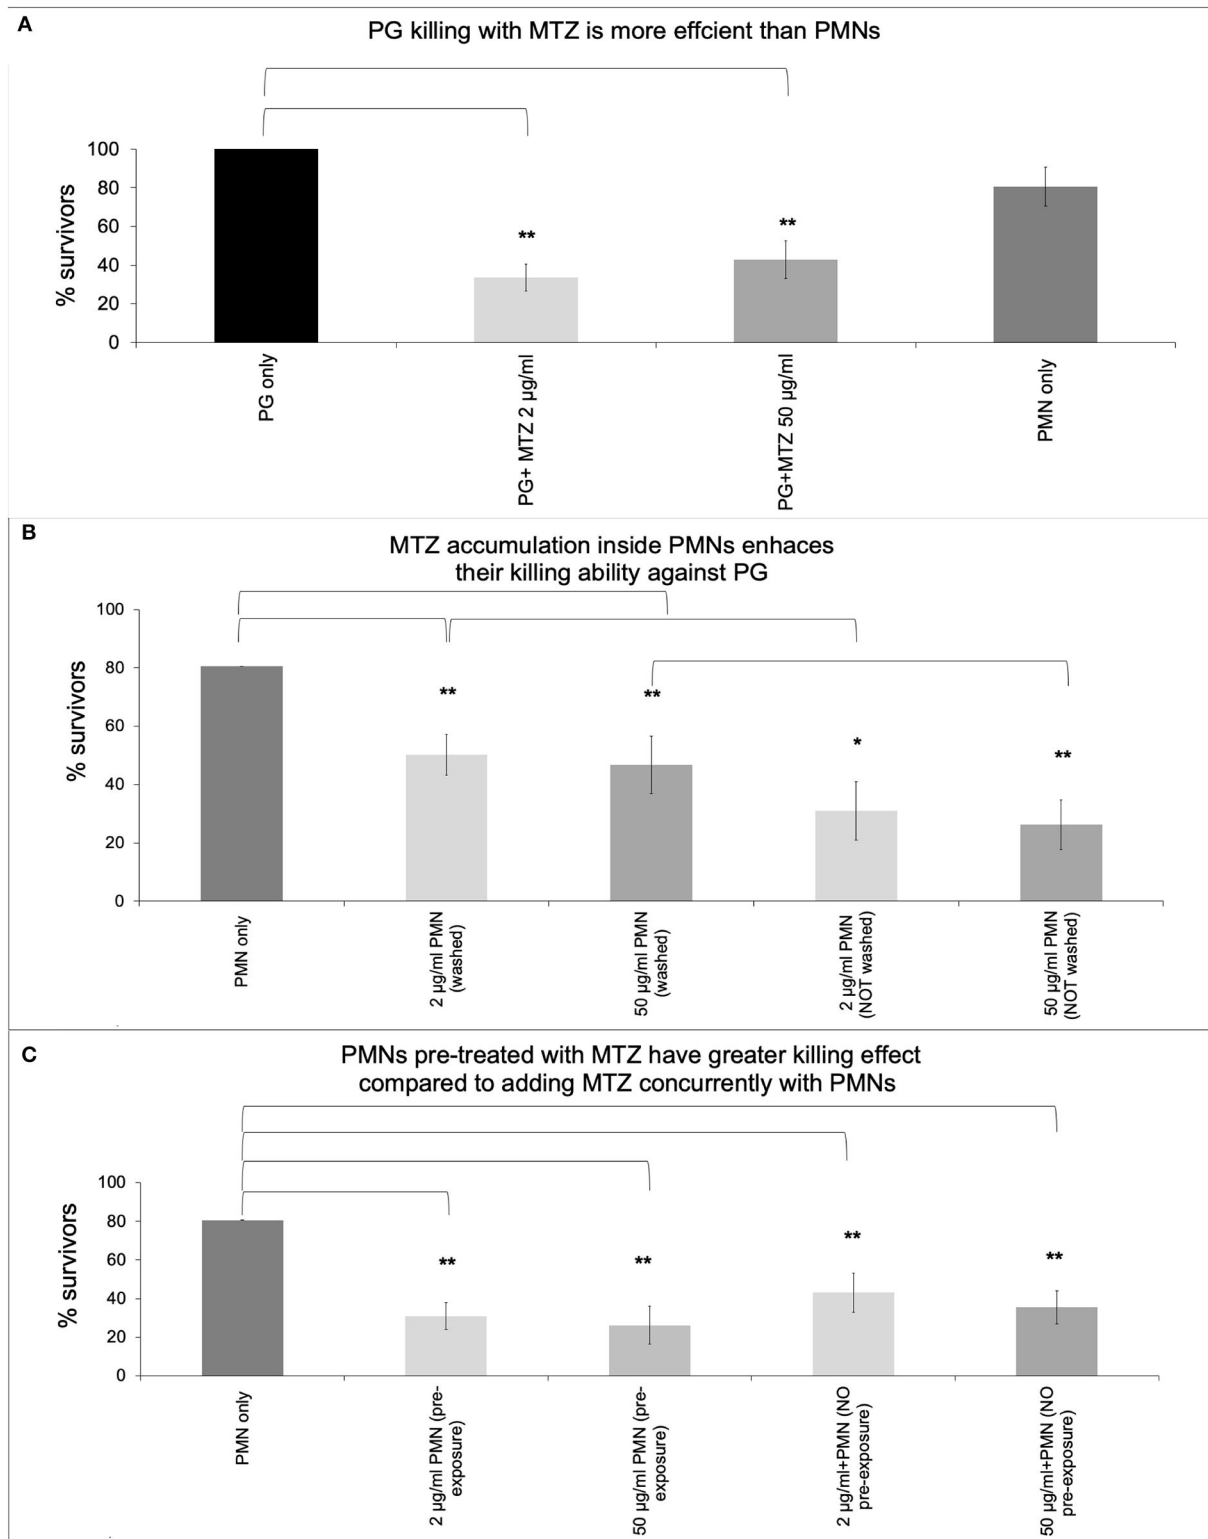 A
PG killing with MTZ is more effcient than PMNs
% survivors
100
80
60
40
20
0
**
**
PG only
PG+ MTZ 2 µg/ml
PG+MTZ 50 µg/ml
PMN only
B
MTZ accumulation inside PMNs enhaces
their killing ability against PG
% survivors
100
80
60
40
20
0
**
**
*
**
PMN only
2 µg/ml PMN
(washed)
50 µg/ml PMN
(washed)
2 µg/ml PMN
(NOT washed)
50 µg/ml PMN
(NOT washed)
C
PMNs pre-treated with MTZ have greater killing effect
compared to adding MTZ concurrently with PMNs
% survivors
100
80
60
40
20
0
**
**
**
**
PMN only
2 µg/ml PMN (pre-
exposure)
50 µg/ml PMN (pre-
exposure)
2 µg/ml+PMN (NO
pre-exposure)
50 µg/ml+PMN (NO
pre-exposure)